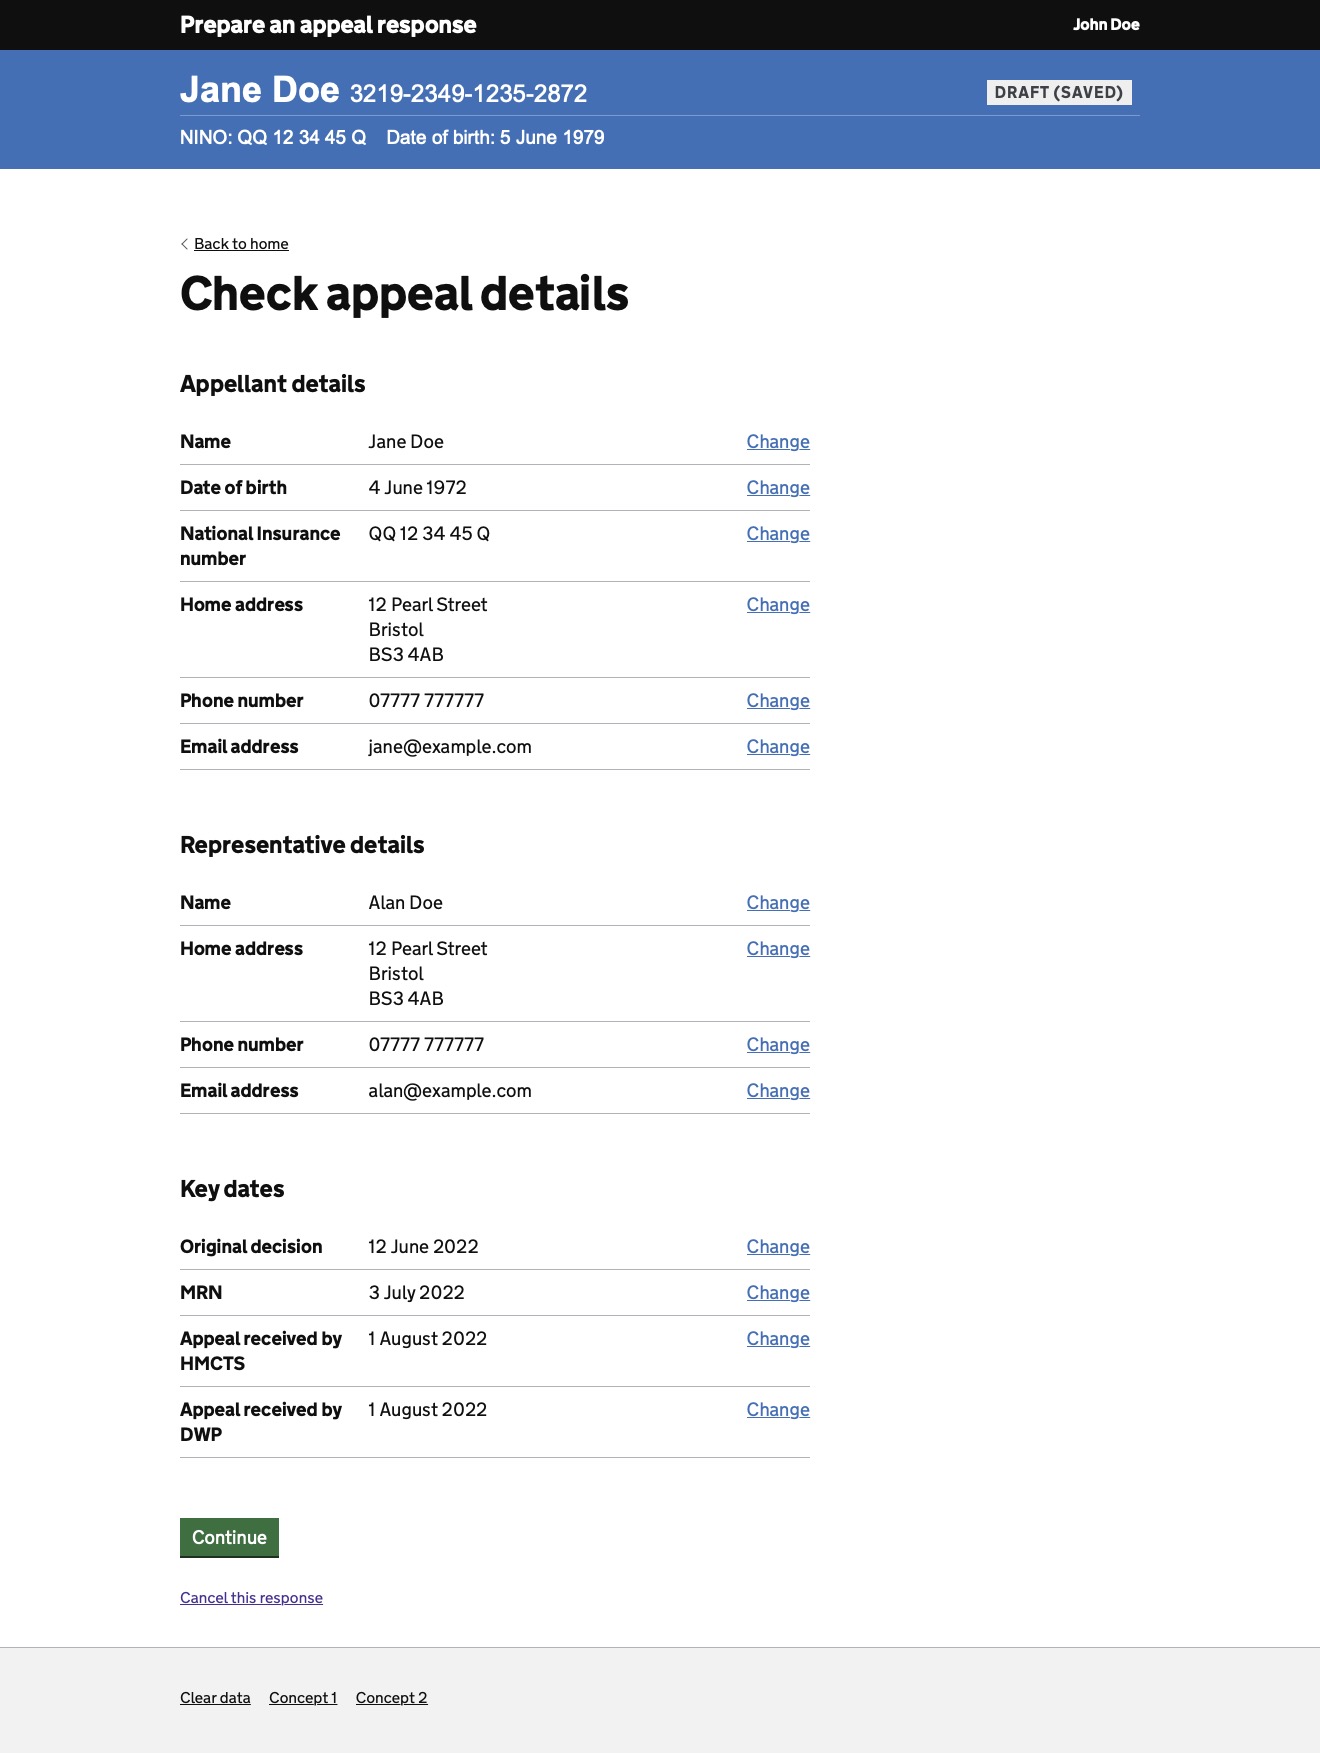 Prepare an appeal response
John Doe
Jane Doe 3219-2349-1235-2872
DRAFT (SAVED)
NINO: QQ 12 34 45 Q Date of birth: 5 June 1979
Back to home
Check appeal details
Appellant details
Name Jane Doe Change
Date of birth 4 June 1972 Change
National Insurance number QQ 12 34 45 Q Change
Home address 12 Pearl Street Change
Bristol
BS3 4AB
Phone number 07777 777777 Change
Email address jane@example.com Change
Representative details
Name Alan Doe Change
Home address 12 Pearl Street Change
Bristol
BS3 4AB
Phone number 07777 777777 Change
Email address alan@example.com Change
Key dates
Original decision 12 June 2022 Change
MRN 3 July 2022 Change
Appeal received by HMCTS 1 August 2022 Change
Appeal received by DWP 1 August 2022 Change
Continue
Cancel this response
Clear data Concept 1 Concept 2